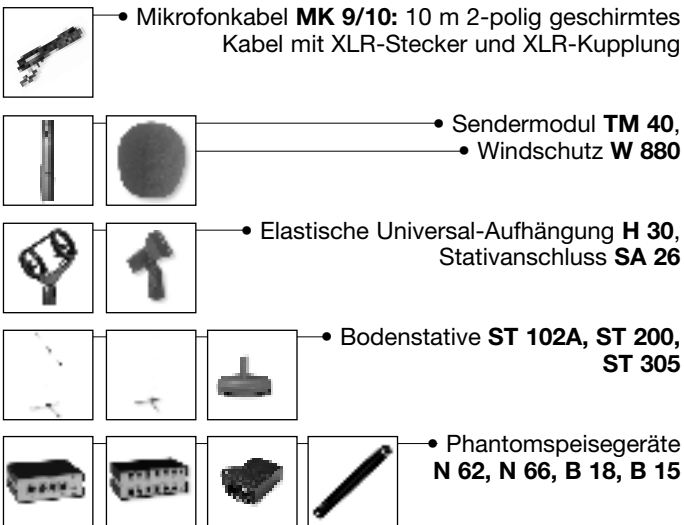 • Mikrofonkabel MK 9/10: 10 m 2-polig geschirmtes
Kabel mit XLR-Stecker und XLR-Kupplung
• Sendermodul TM 40,
• Windschutz W 880
• Elastische Universal-Aufhängung H 30,
Stativanschluss SA 26
• Bodenstative ST 102A, ST 200,
ST 305
• Phantomspeisegeräte
N 62, N 66, B 18, B 15